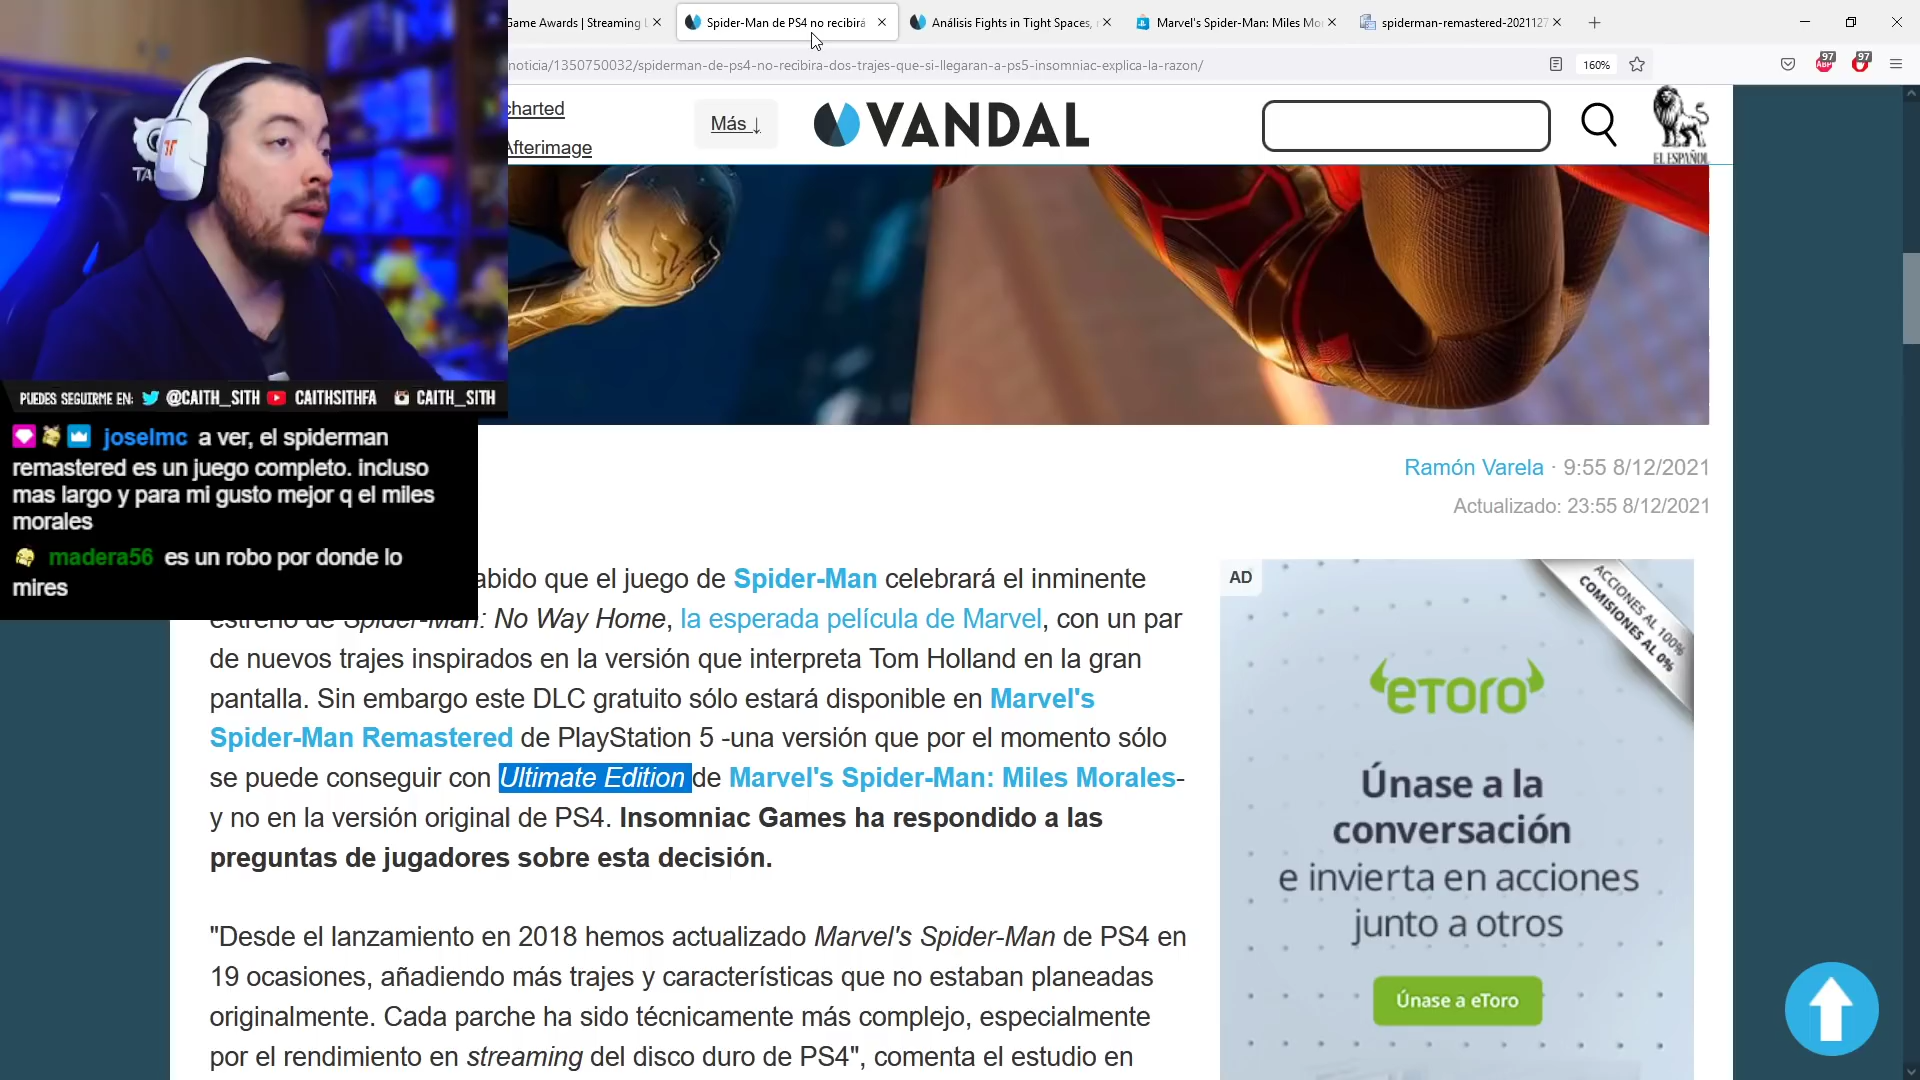 Game Awards | Streaming
Spider-Man de PS4 no recibirá
Análisis Fights in Tight Spaces,
Marvel's Spider-Man: Miles Mo
spiderman-remastered-2021127
noticia/1350750032/spiderman-de-ps4-no-recibira-dos-trajes-que-si-llegaran-a-ps5-insomniac-explica-la-razon/
160%
ABP
97
97
charted
Afterimage
Más ↓
VANDAL
EL ESPAÑOL
TA
PUEDES SEGUIRME EN: @CAITH_SITH CAITHSITHFA CAITH_SITH
joselmc a ver, el spiderman
remastered es un juego completo. incluso
mas largo y para mi gusto mejor q el miles
morales
madera56 es un robo por donde lo
mires
Ramón Varela · 9:55 8/12/2021
Actualizado: 23:55 8/12/2021
abido que el juego de Spider-Man celebrará el inminente
estreno de Spider-Man: No Way Home, la esperada película de Marvel, con un par
de nuevos trajes inspirados en la versión que interpreta Tom Holland en la gran
pantalla. Sin embargo este DLC gratuito sólo estará disponible en Marvel's
Spider-Man Remastered de PlayStation 5 -una versión que por el momento sólo
se puede conseguir con Ultimate Edition de Marvel's Spider-Man: Miles Morales-
y no en la versión original de PS4. Insomniac Games ha respondido a las
preguntas de jugadores sobre esta decisión.
"Desde el lanzamiento en 2018 hemos actualizado Marvel's Spider-Man de PS4 en
19 ocasiones, añadiendo más trajes y características que no estaban planeadas
originalmente. Cada parche ha sido técnicamente más complejo, especialmente
por el rendimiento en streaming del disco duro de PS4", comenta el estudio en
AD
ACCIONES AL 100%
COMISIONES AL 0%
eToro
Únase a la
conversación
e invierta en acciones
junto a otros
Únase a eToro